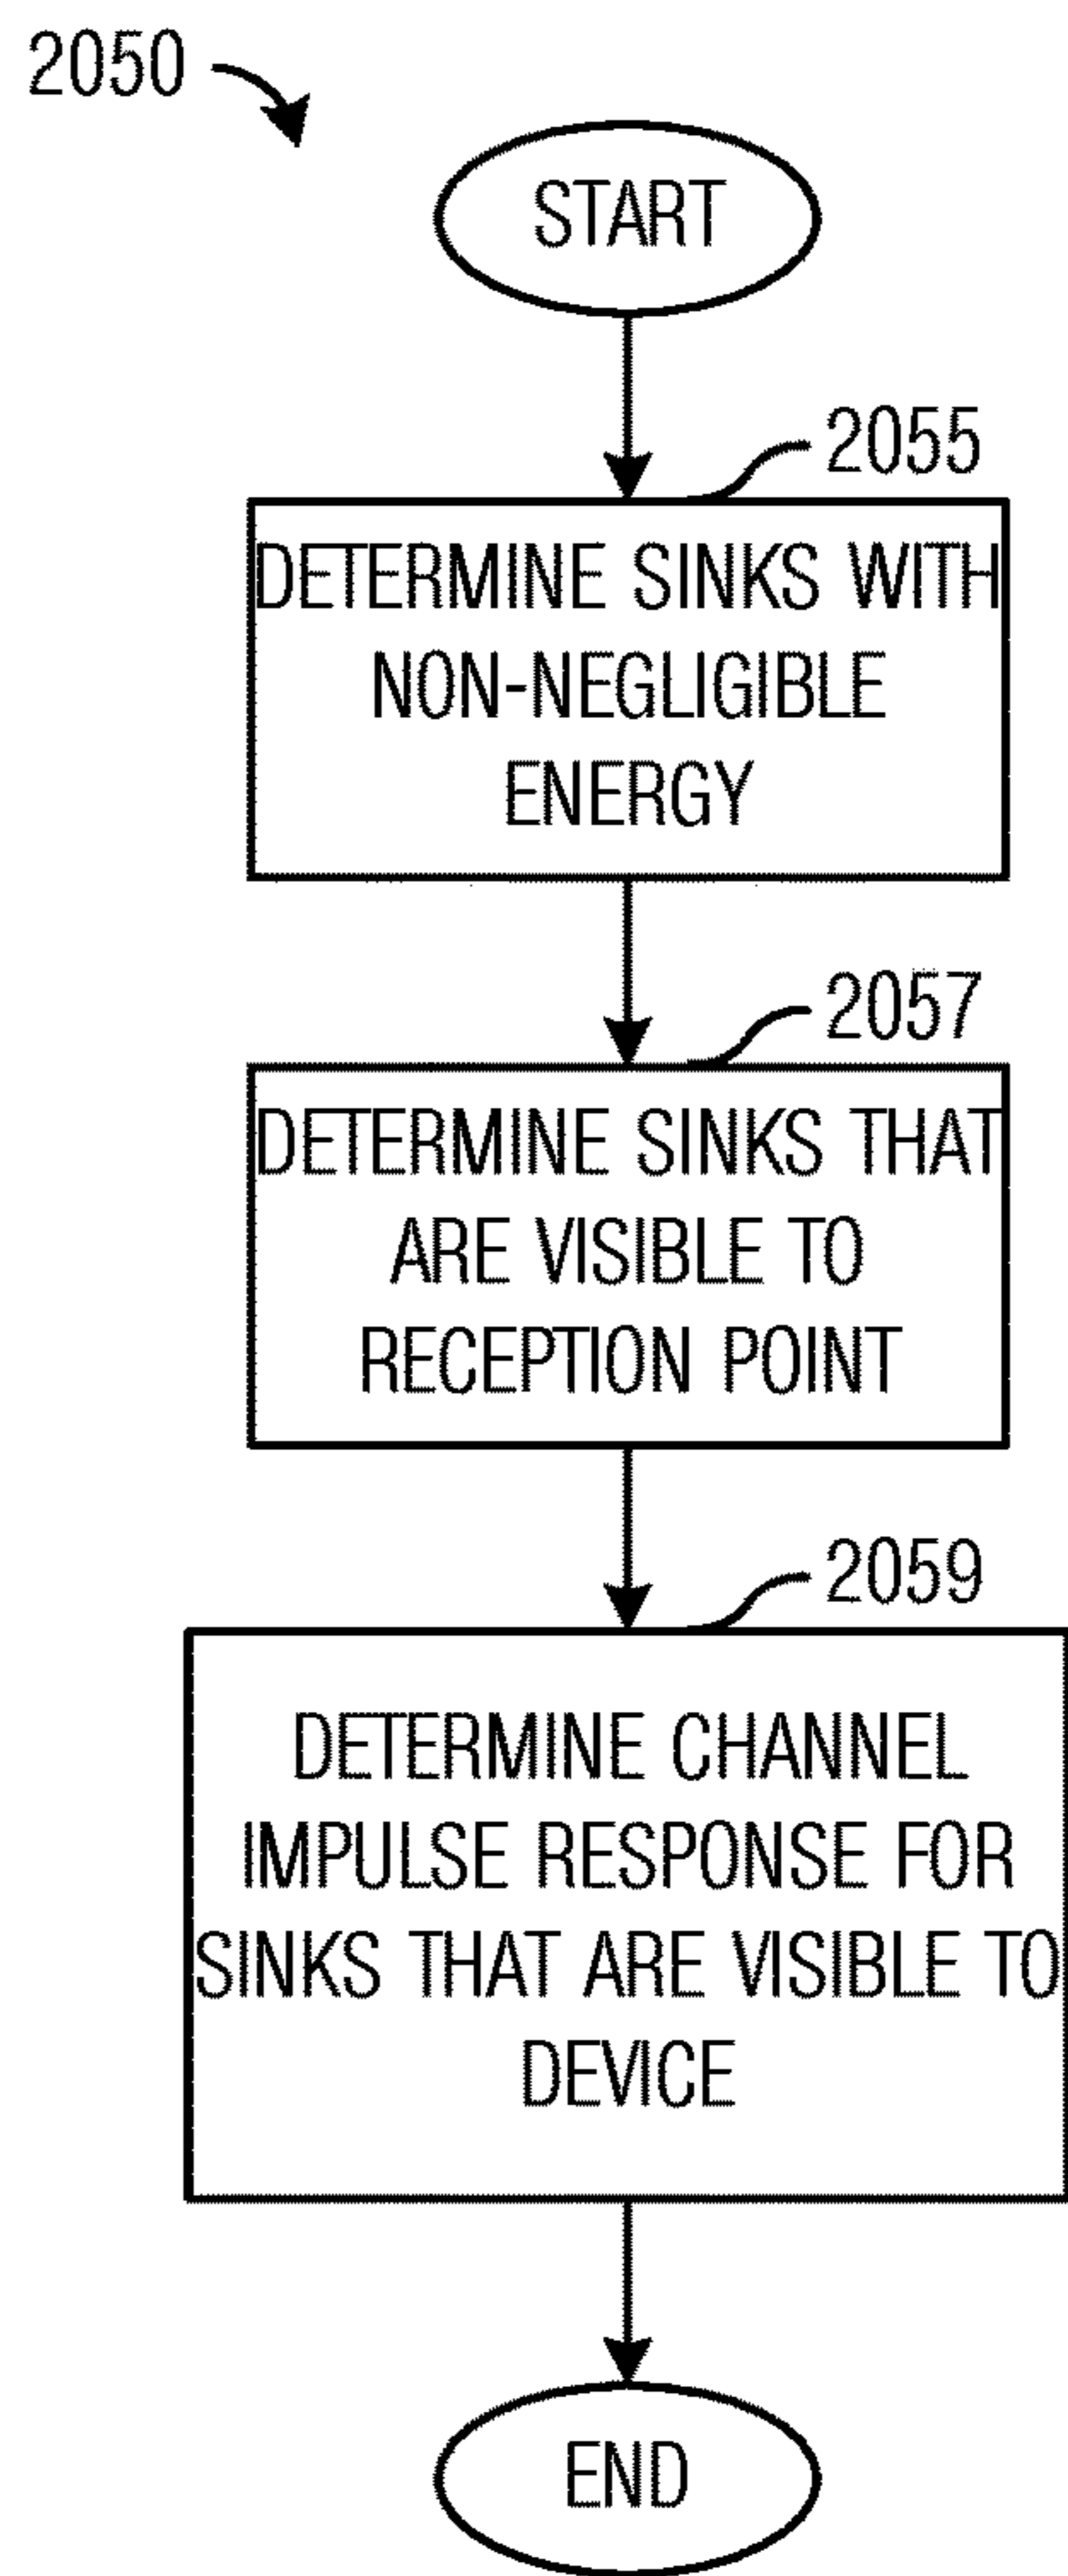 2050
START
2055
DETERMINE SINKS WITH
NON-NEGLIGIBLE
ENERGY
2057
DETERMINE SINKS THAT
ARE VISIBLE TO
RECEPTION POINT
2059
DETERMINE CHANNEL
IMPULSE RESPONSE FOR
SINKS THAT ARE VISIBLE TO
DEVICE
END